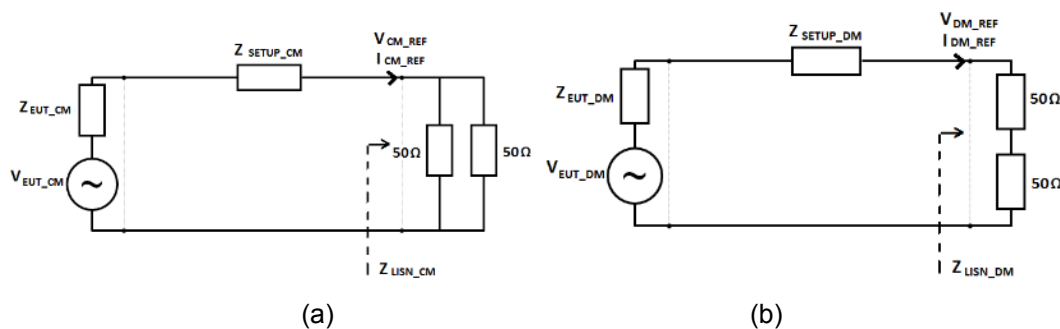 Z SETUP_CM
V CM_REF
I CM_REF
Z EUT_CM
50Ω
50Ω
V EUT_CM
Z LISN_CM
(a)
Z SETUP_DM
V DM_REF
I DM_REF
Z EUT_DM
50Ω
V EUT_DM
50Ω
Z LISN_DM
(b)